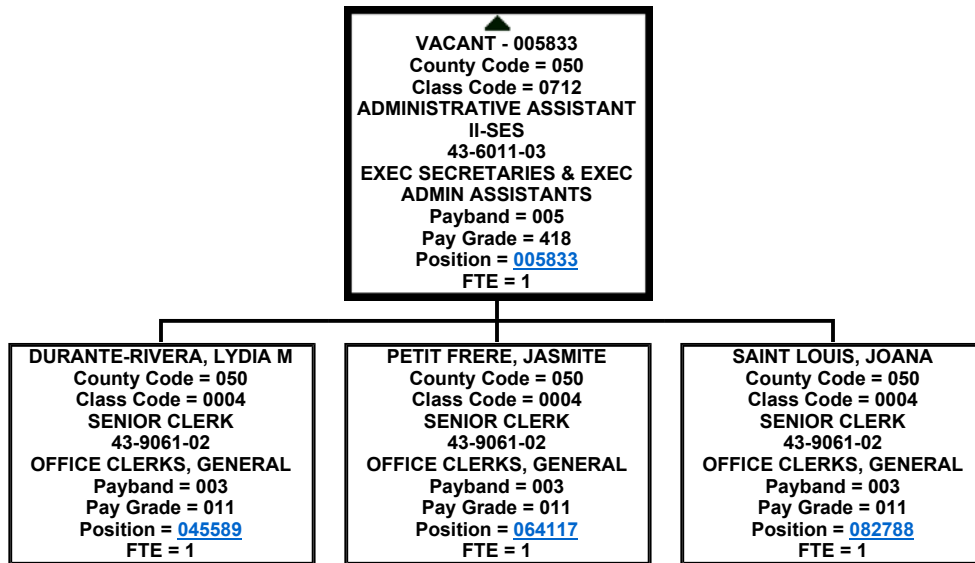 VACANT - 005833
County Code = 050
Class Code = 0712
ADMINISTRATIVE ASSISTANT
II-SES
43-6011-03
EXEC SECRETARIES & EXEC
ADMIN ASSISTANTS
Payband = 005
Pay Grade = 418
Position = 005833
FTE = 1
DURANTE-RIVERA, LYDIA M
County Code = 050
Class Code = 0004
SENIOR CLERK
43-9061-02
OFFICE CLERKS, GENERAL
Payband = 003
Pay Grade = 011
Position = 045589
FTE = 1
PETIT FRERE, JASMITE
County Code = 050
Class Code = 0004
SENIOR CLERK
43-9061-02
OFFICE CLERKS, GENERAL
Payband = 003
Pay Grade = 011
Position = 064117
FTE = 1
SAINT LOUIS, JOANA
County Code = 050
Class Code = 0004
SENIOR CLERK
43-9061-02
OFFICE CLERKS, GENERAL
Payband = 003
Pay Grade = 011
Position = 082788
FTE = 1